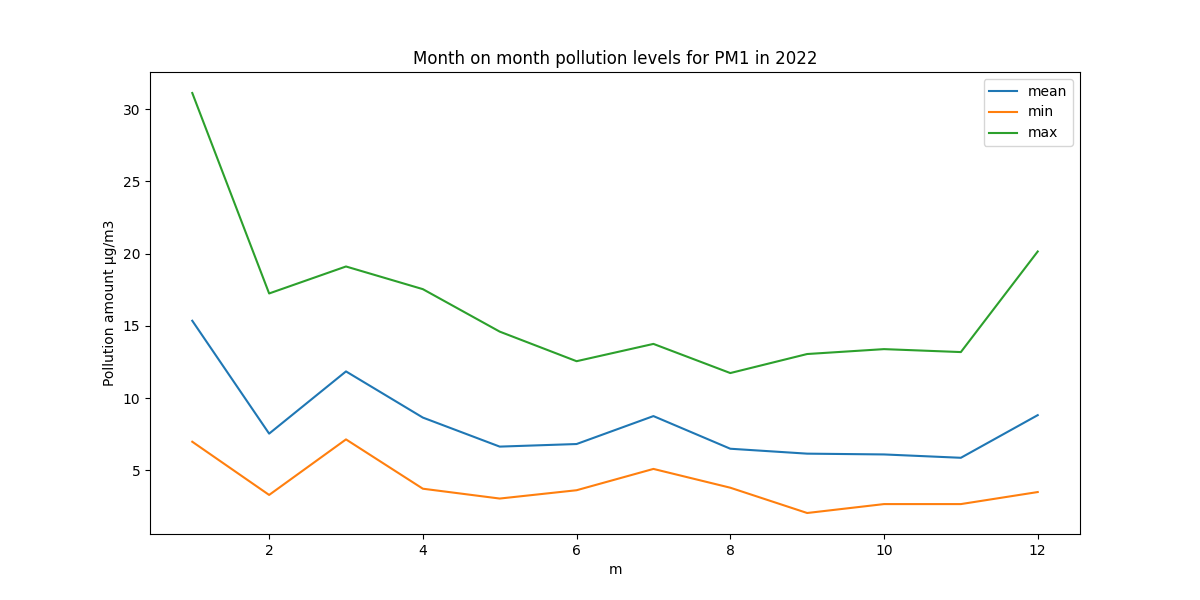 Month on month pollution levels for PM1 in 2022
mean
min
max
30
25
20
15
10
5
Pollution amount µg/m3
2 4 6 8 10 12
m